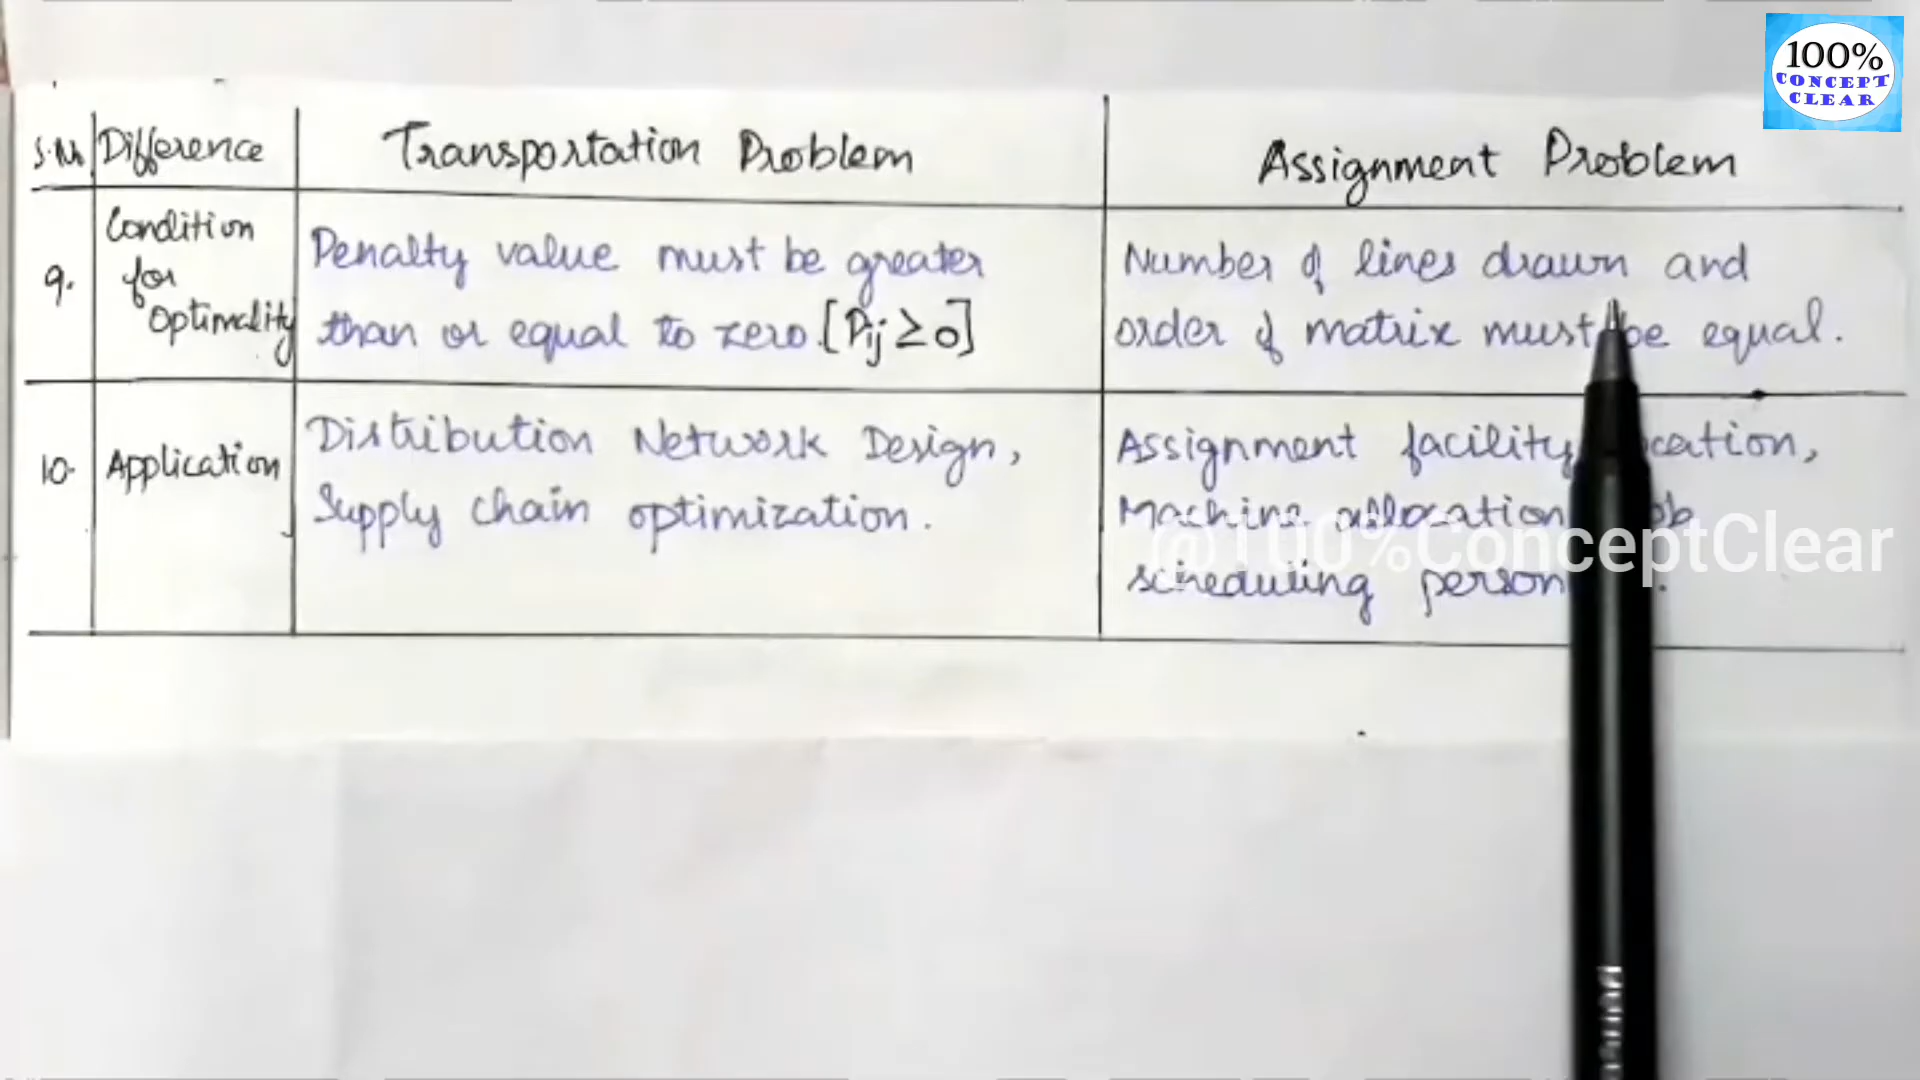 100%
CONCEPT
CLEAR
S.No Difference Transportation Problem Assignment Problem
9. Condition for Optimality
Penalty value must be greater
than or equal to zero. [Pij ≥ 0]
Number of lines drawn and
order of matrix must be equal.
10. Application
Distribution Network Design,
Supply chain optimization.
Assignment facility
Machine allocation
scheduling
@100%ConceptClear